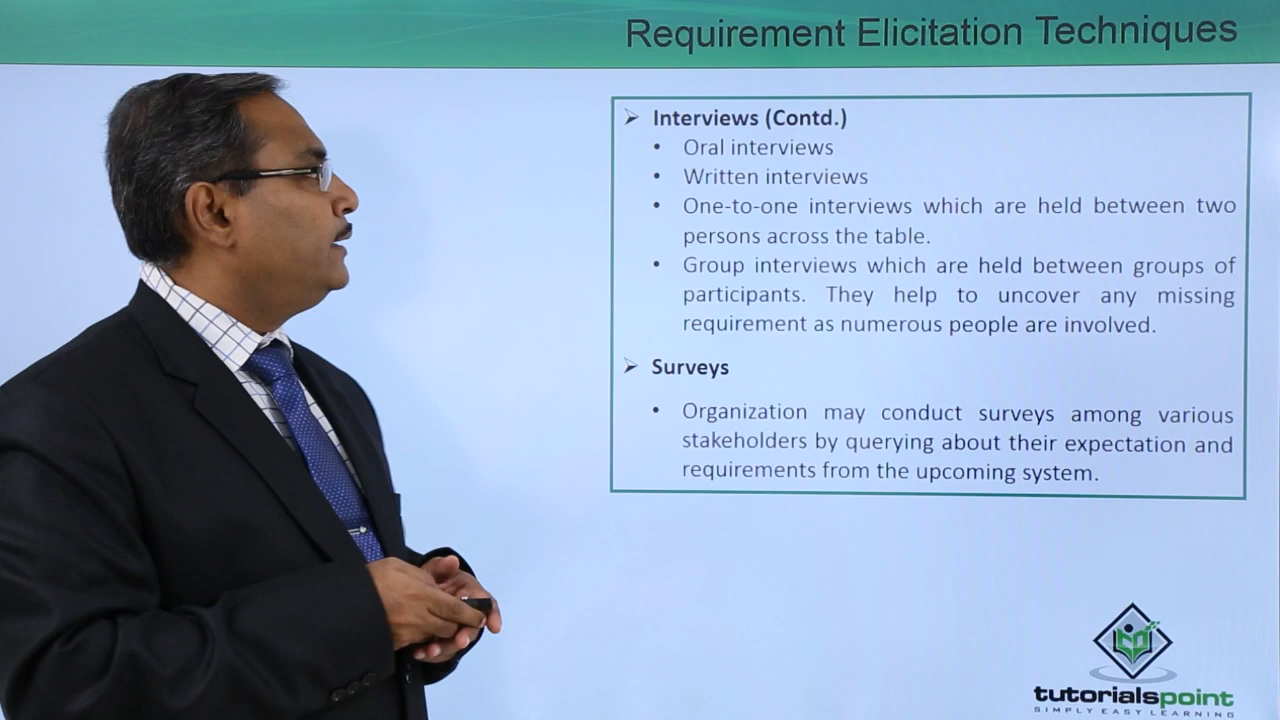 Requirement Elicitation Techniques
➢ Interviews (Contd.)
• Oral interviews
• Written interviews
• One-to-one interviews which are held between two
persons across the table.
• Group interviews which are held between groups of
participants. They help to uncover any missing
requirement as numerous people are involved.
➢ Surveys
• Organization may conduct surveys among various
stakeholders by querying about their expectation and
requirements from the upcoming system.
tutorialspoint
SIMPLY EASY LEARNING